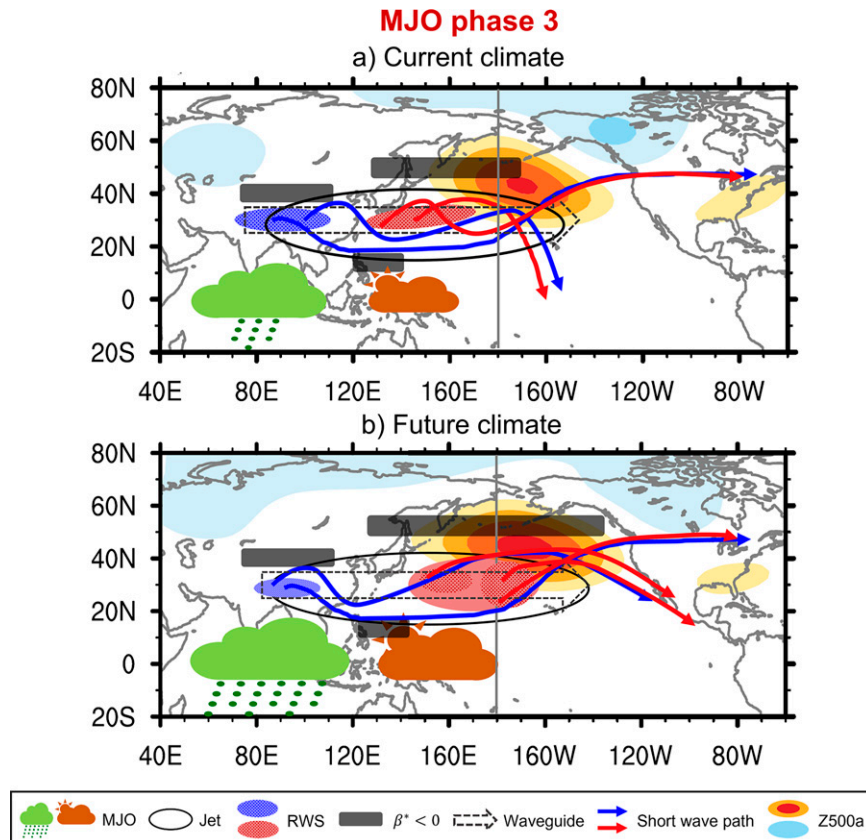 MJO phase 3
a) Current climate
80N
60N
40N
20N
0
20S
40E 80E 120E 160E 160W 120W 80W
b) Future climate
80N
60N
40N
20N
0
20S
40E 80E 120E 160E 160W 120W 80W
MJO Jet RWS β* < 0 Waveguide Short wave path Z500a